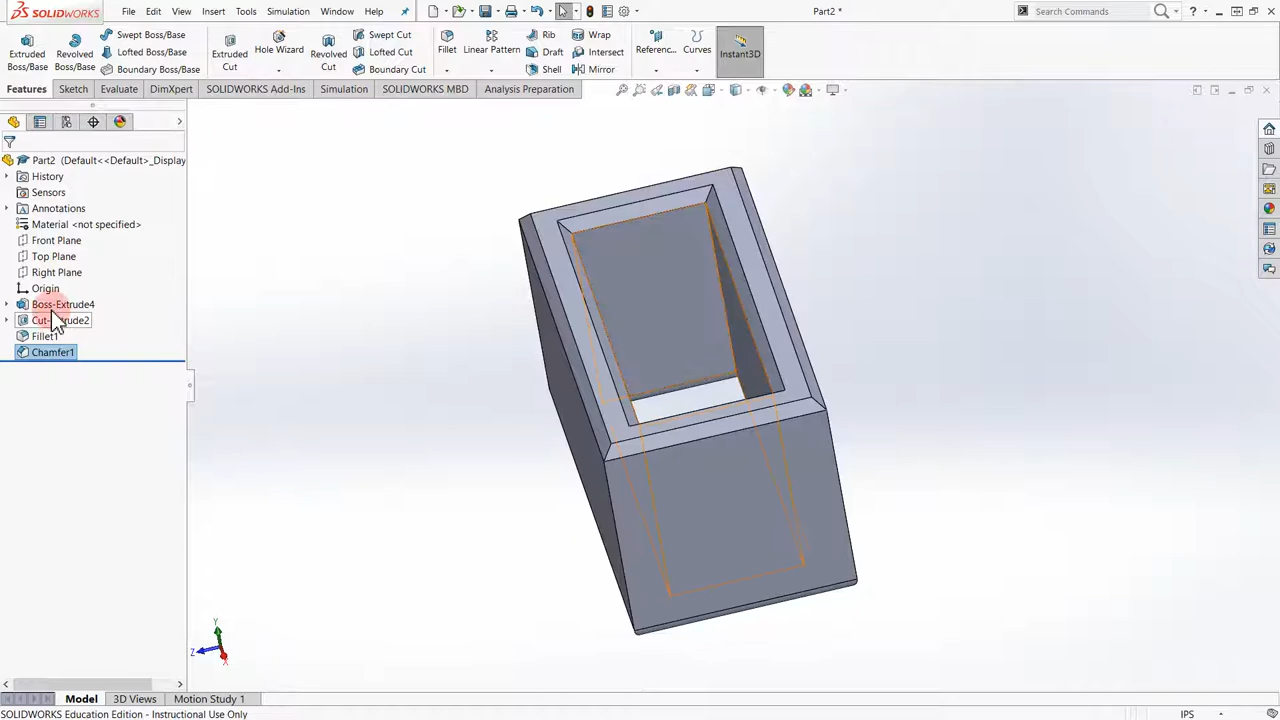 SOLIDWORKS File Edit View Insert Tools Simulation Window Help Part2 * Search Commands
Extruded Boss/Base Revolved Boss/Base Swept Boss/Base Lofted Boss/Base Boundary Boss/Base Extruded Cut Hole Wizard Revolved Cut Swept Cut Lofted Cut Boundary Cut Fillet Linear Pattern Rib Draft Shell Wrap Intersect Mirror Referenc... Curves Instant3D
Features Sketch Evaluate DimXpert SOLIDWORKS Add-Ins Simulation SOLIDWORKS MBD Analysis Preparation
Part2 (Default<<Default>_Display
History
Sensors
Annotations
Material <not specified>
Front Plane
Top Plane
Right Plane
Origin
Boss-Extrude4
Fillet1
Chamfer1
Y
Z
X
Model 3D Views Motion Study 1
SOLIDWORKS Education Edition - Instructional Use Only IPS